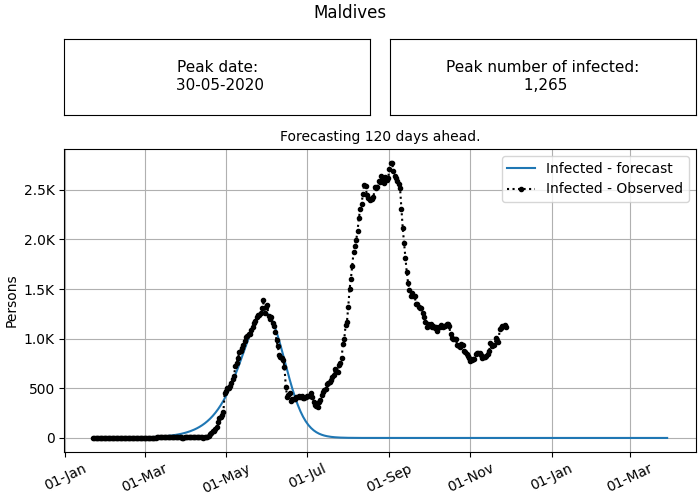 Maldives
Peak date:
30-05-2020
Peak number of infected:
1,265
Forecasting 120 days ahead.
Infected - forecast
Infected - Observed
Persons
2.5K
2.0K
1.5K
1.0K
500
0
01-Jan
01-Mar
01-May
01-Jul
01-Sep
01-Nov
01-Jan
01-Mar